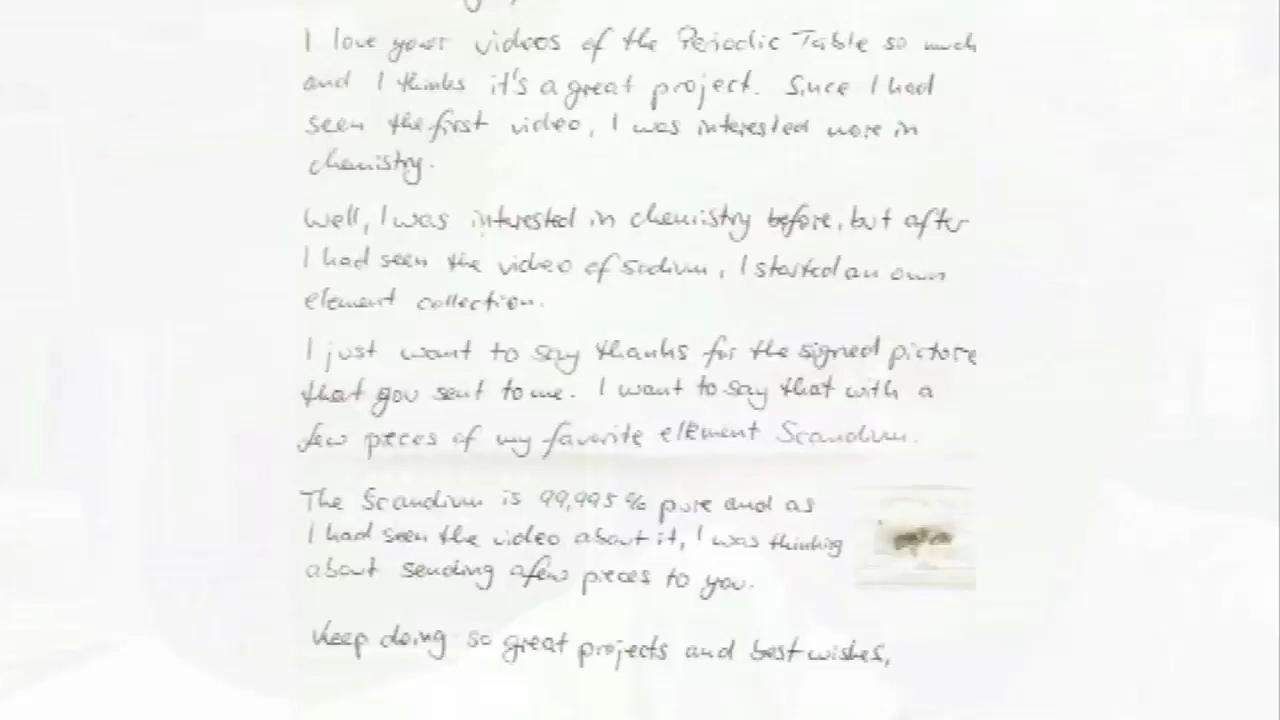 I love your videos of the Periodic Table so much
and I thinks it's a great project. Since I had
seen the first video, I was interested more in
chemistry.
Well, I was interested in chemistry before, but after
I had seen the video of sodium, I started an own
element collection.
I just want to say thanks for the signed picture
that you sent to me. I want to say that with a
few pieces of my favorite element Scandium.
The Scandium is 99,995 % pure and as
I had seen the video about it, I was thinking
about sending a few pieces to you.
Keep doing so great projects and best wishes,